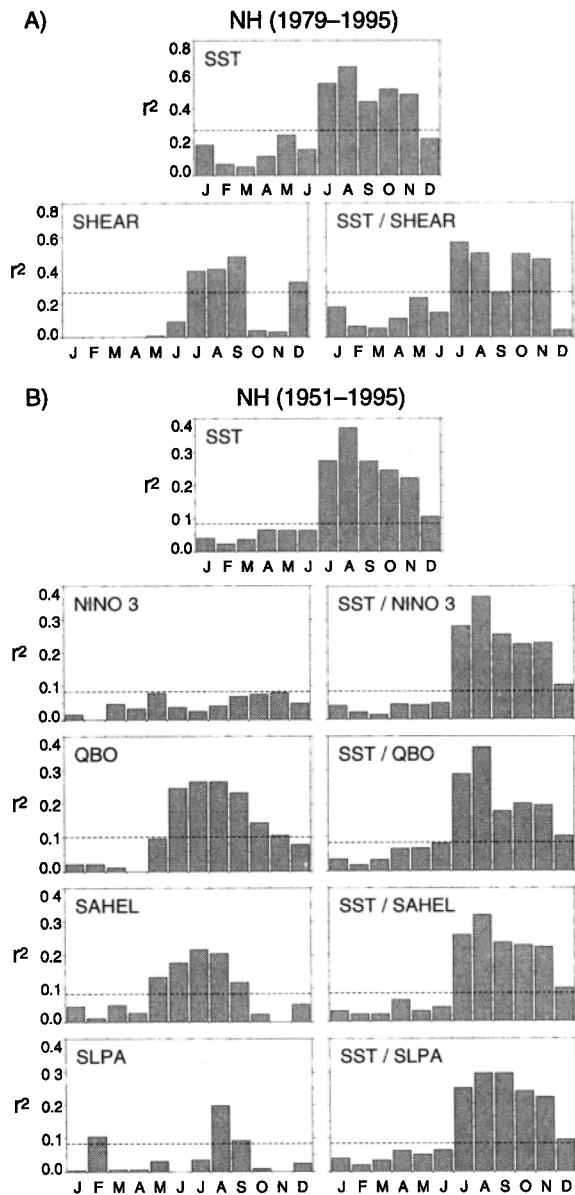 A) NH (1979–1995)
SST
r²
0.8
0.6
0.4
0.2
0.0
J F M A M J J A S O N D
SHEAR
SST / SHEAR
r²
0.8
0.6
0.4
0.2
0.0
J F M A M J J A S O N D
J F M A M J J A S O N D
B) NH (1951–1995)
SST
r²
0.4
0.3
0.2
0.1
0.0
J F M A M J J A S O N D
NINO 3
SST / NINO 3
r²
0.4
0.3
0.2
0.1
0.0
QBO
SST / QBO
r²
0.4
0.3
0.2
0.1
0.0
SAHEL
SST / SAHEL
r²
0.4
0.3
0.2
0.1
0.0
SLPA
SST / SLPA
r²
0.4
0.3
0.2
0.1
0.0
J F M A M J J A S O N D
J F M A M J J A S O N D